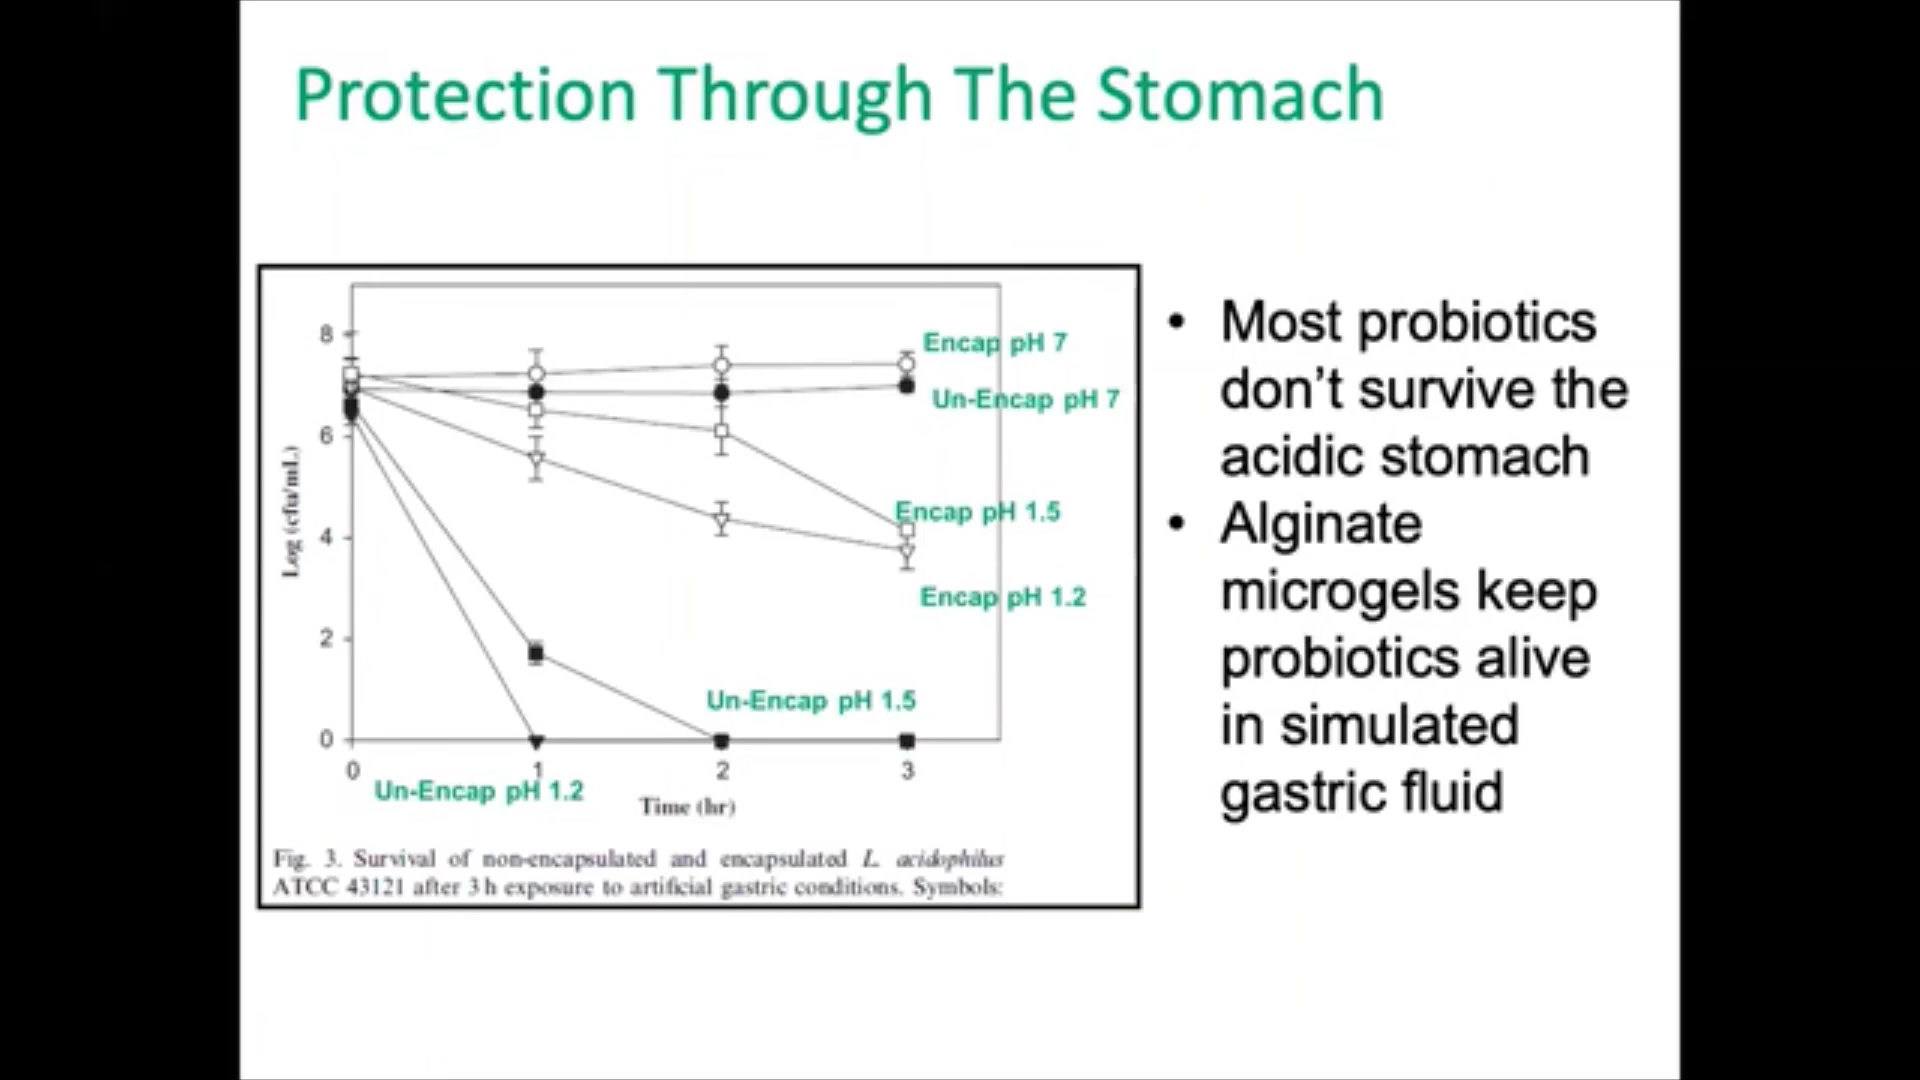 Protection Through The Stomach
8
6
4
2
0
0
1
2
3
Log (cfu/mL)
Time (hr)
Encap pH 7
Un-Encap pH 7
Encap pH 1.5
Encap pH 1.2
Un-Encap pH 1.5
Un-Encap pH 1.2
Fig. 3. Survival of non-encapsulated and encapsulated L. acidophilus
ATCC 43121 after 3 h exposure to artificial gastric conditions. Symbols:
• Most probiotics
don’t survive the
acidic stomach
• Alginate
microgels keep
probiotics alive
in simulated
gastric fluid